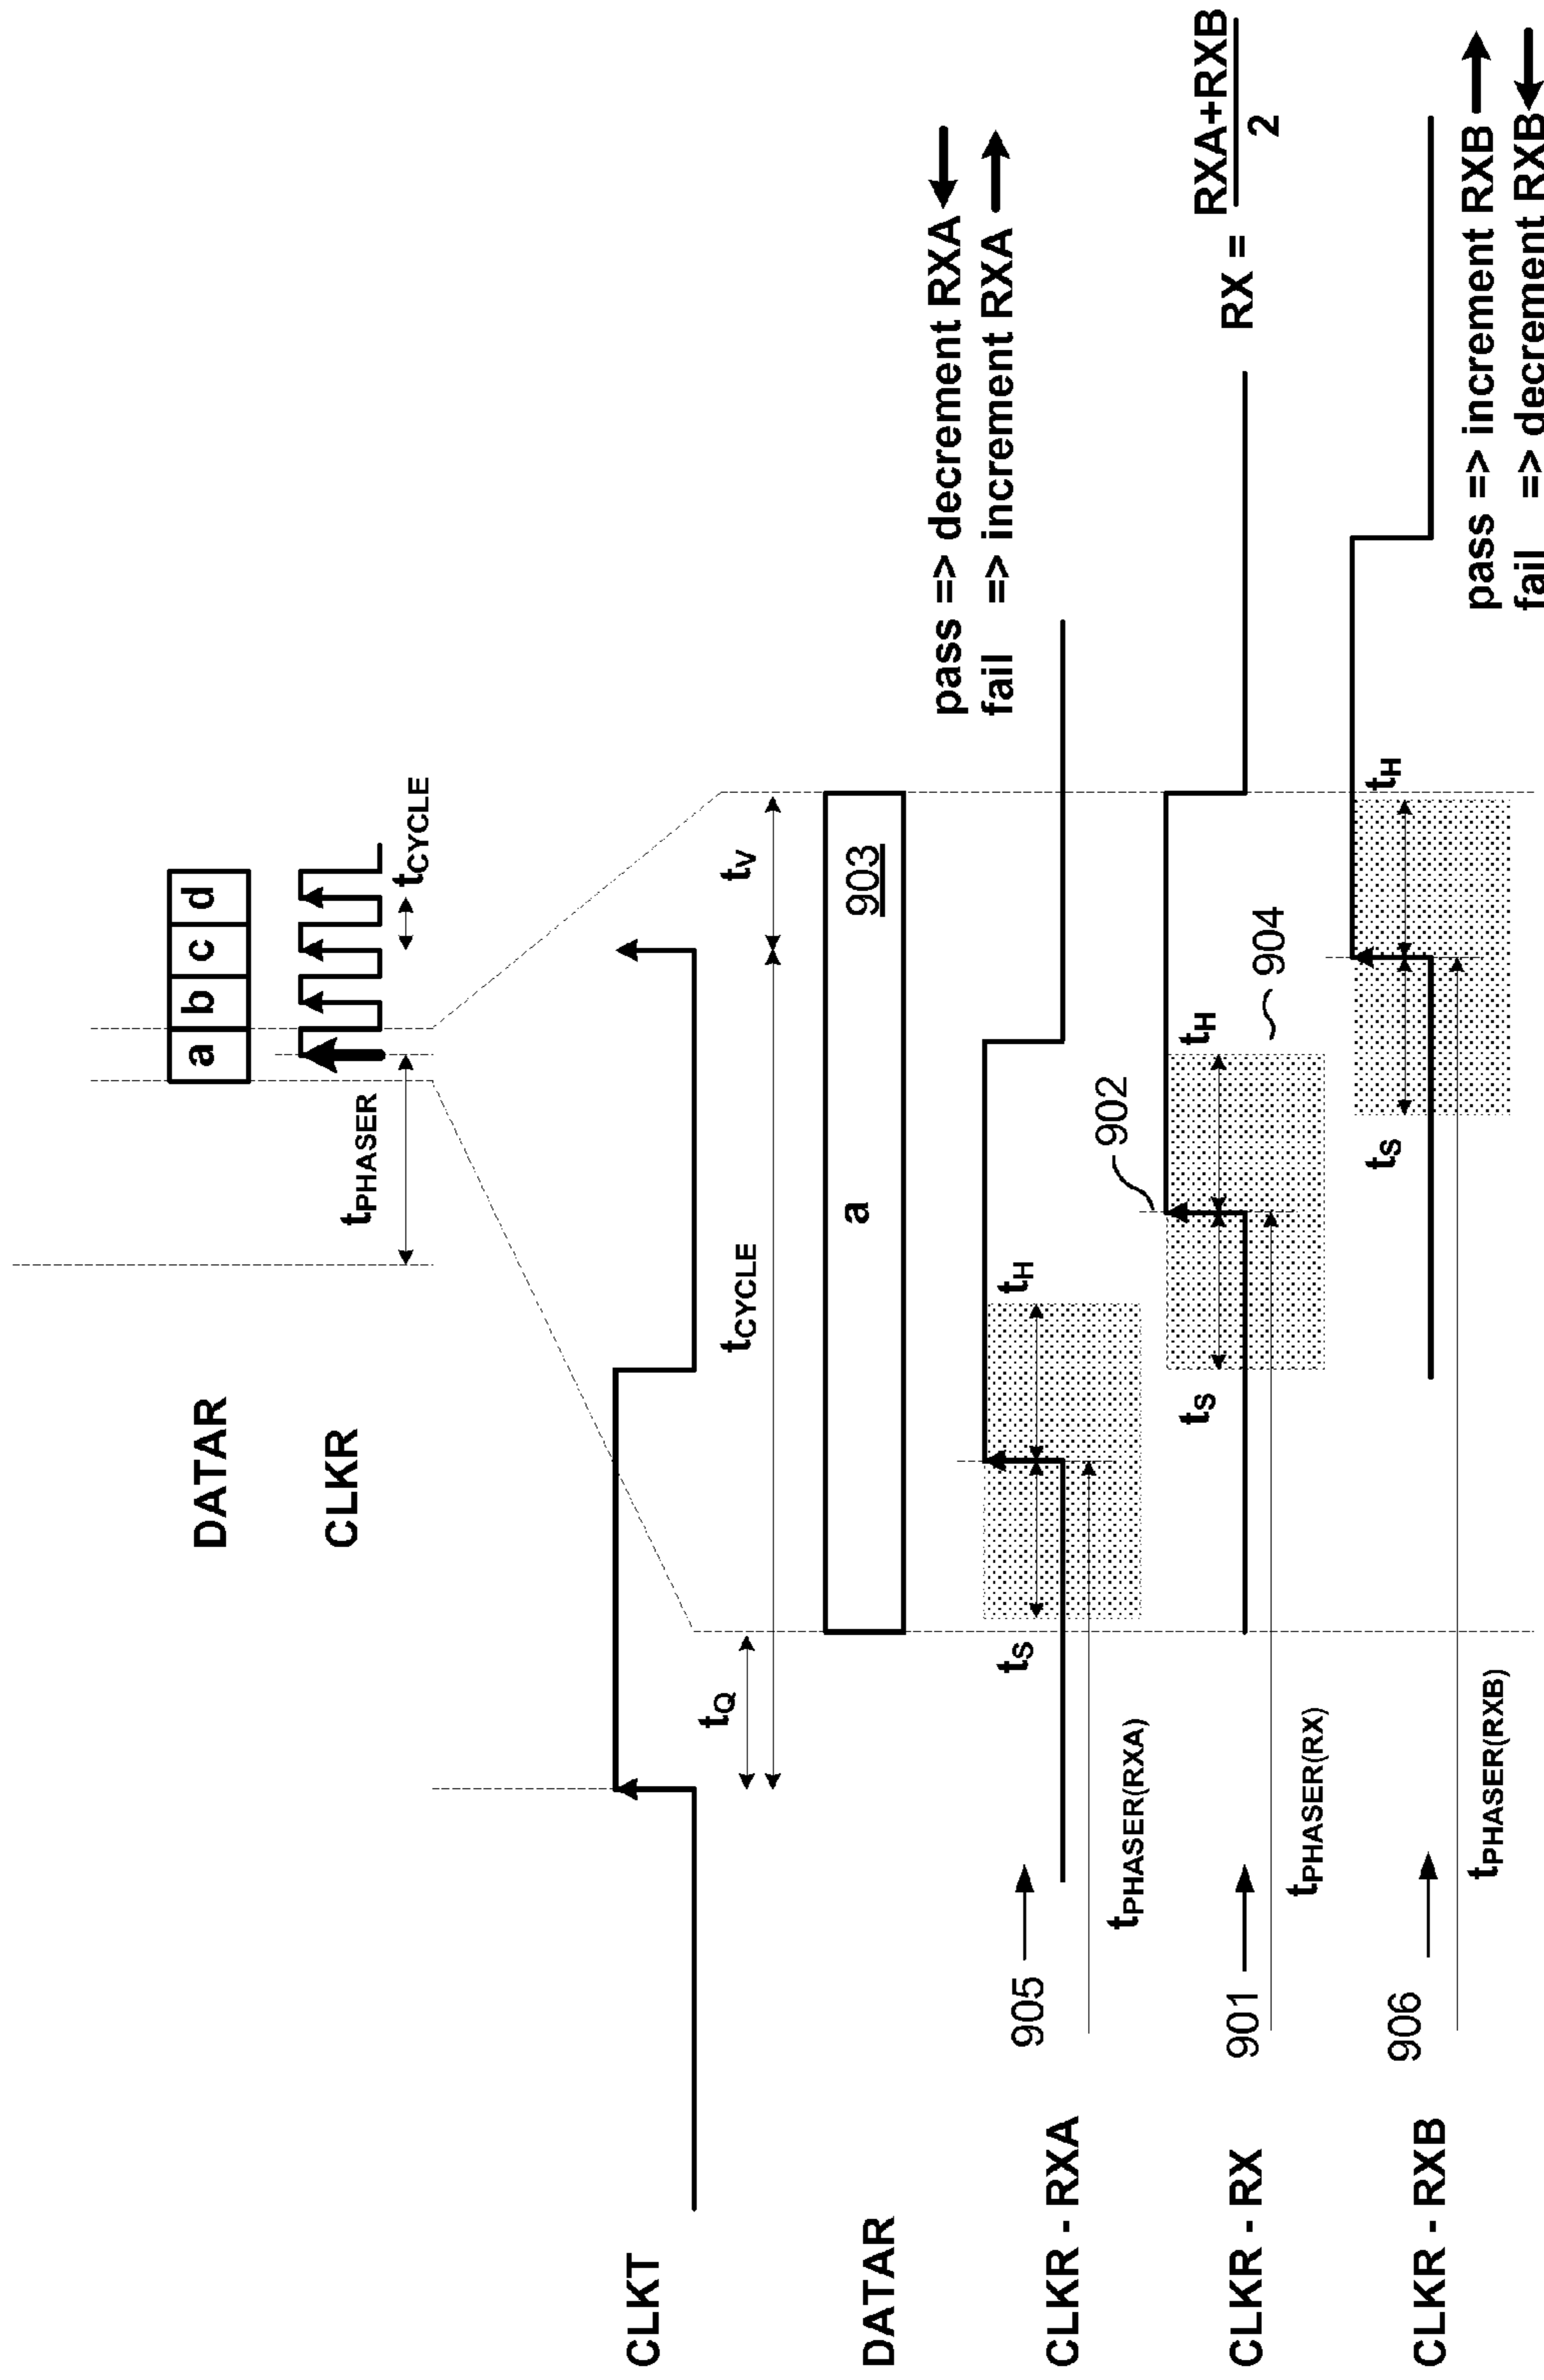 DATAR
a b c d
CLKR
tPHASER
tCYCLE
CLKT
tQ
tCYCLE
tV
DATAR
a
903
pass => decrement RXA
fail => increment RXA
CLKR - RXA
905
tS
tH
tPHASER(RXA)
902
CLKR - RX
901
tS
tH
904
RX = RXA+RXB
2
tPHASER(RX)
CLKR - RXB
906
tS
tH
tPHASER(RXB)
pass => increment RXB
fail => decrement RXB